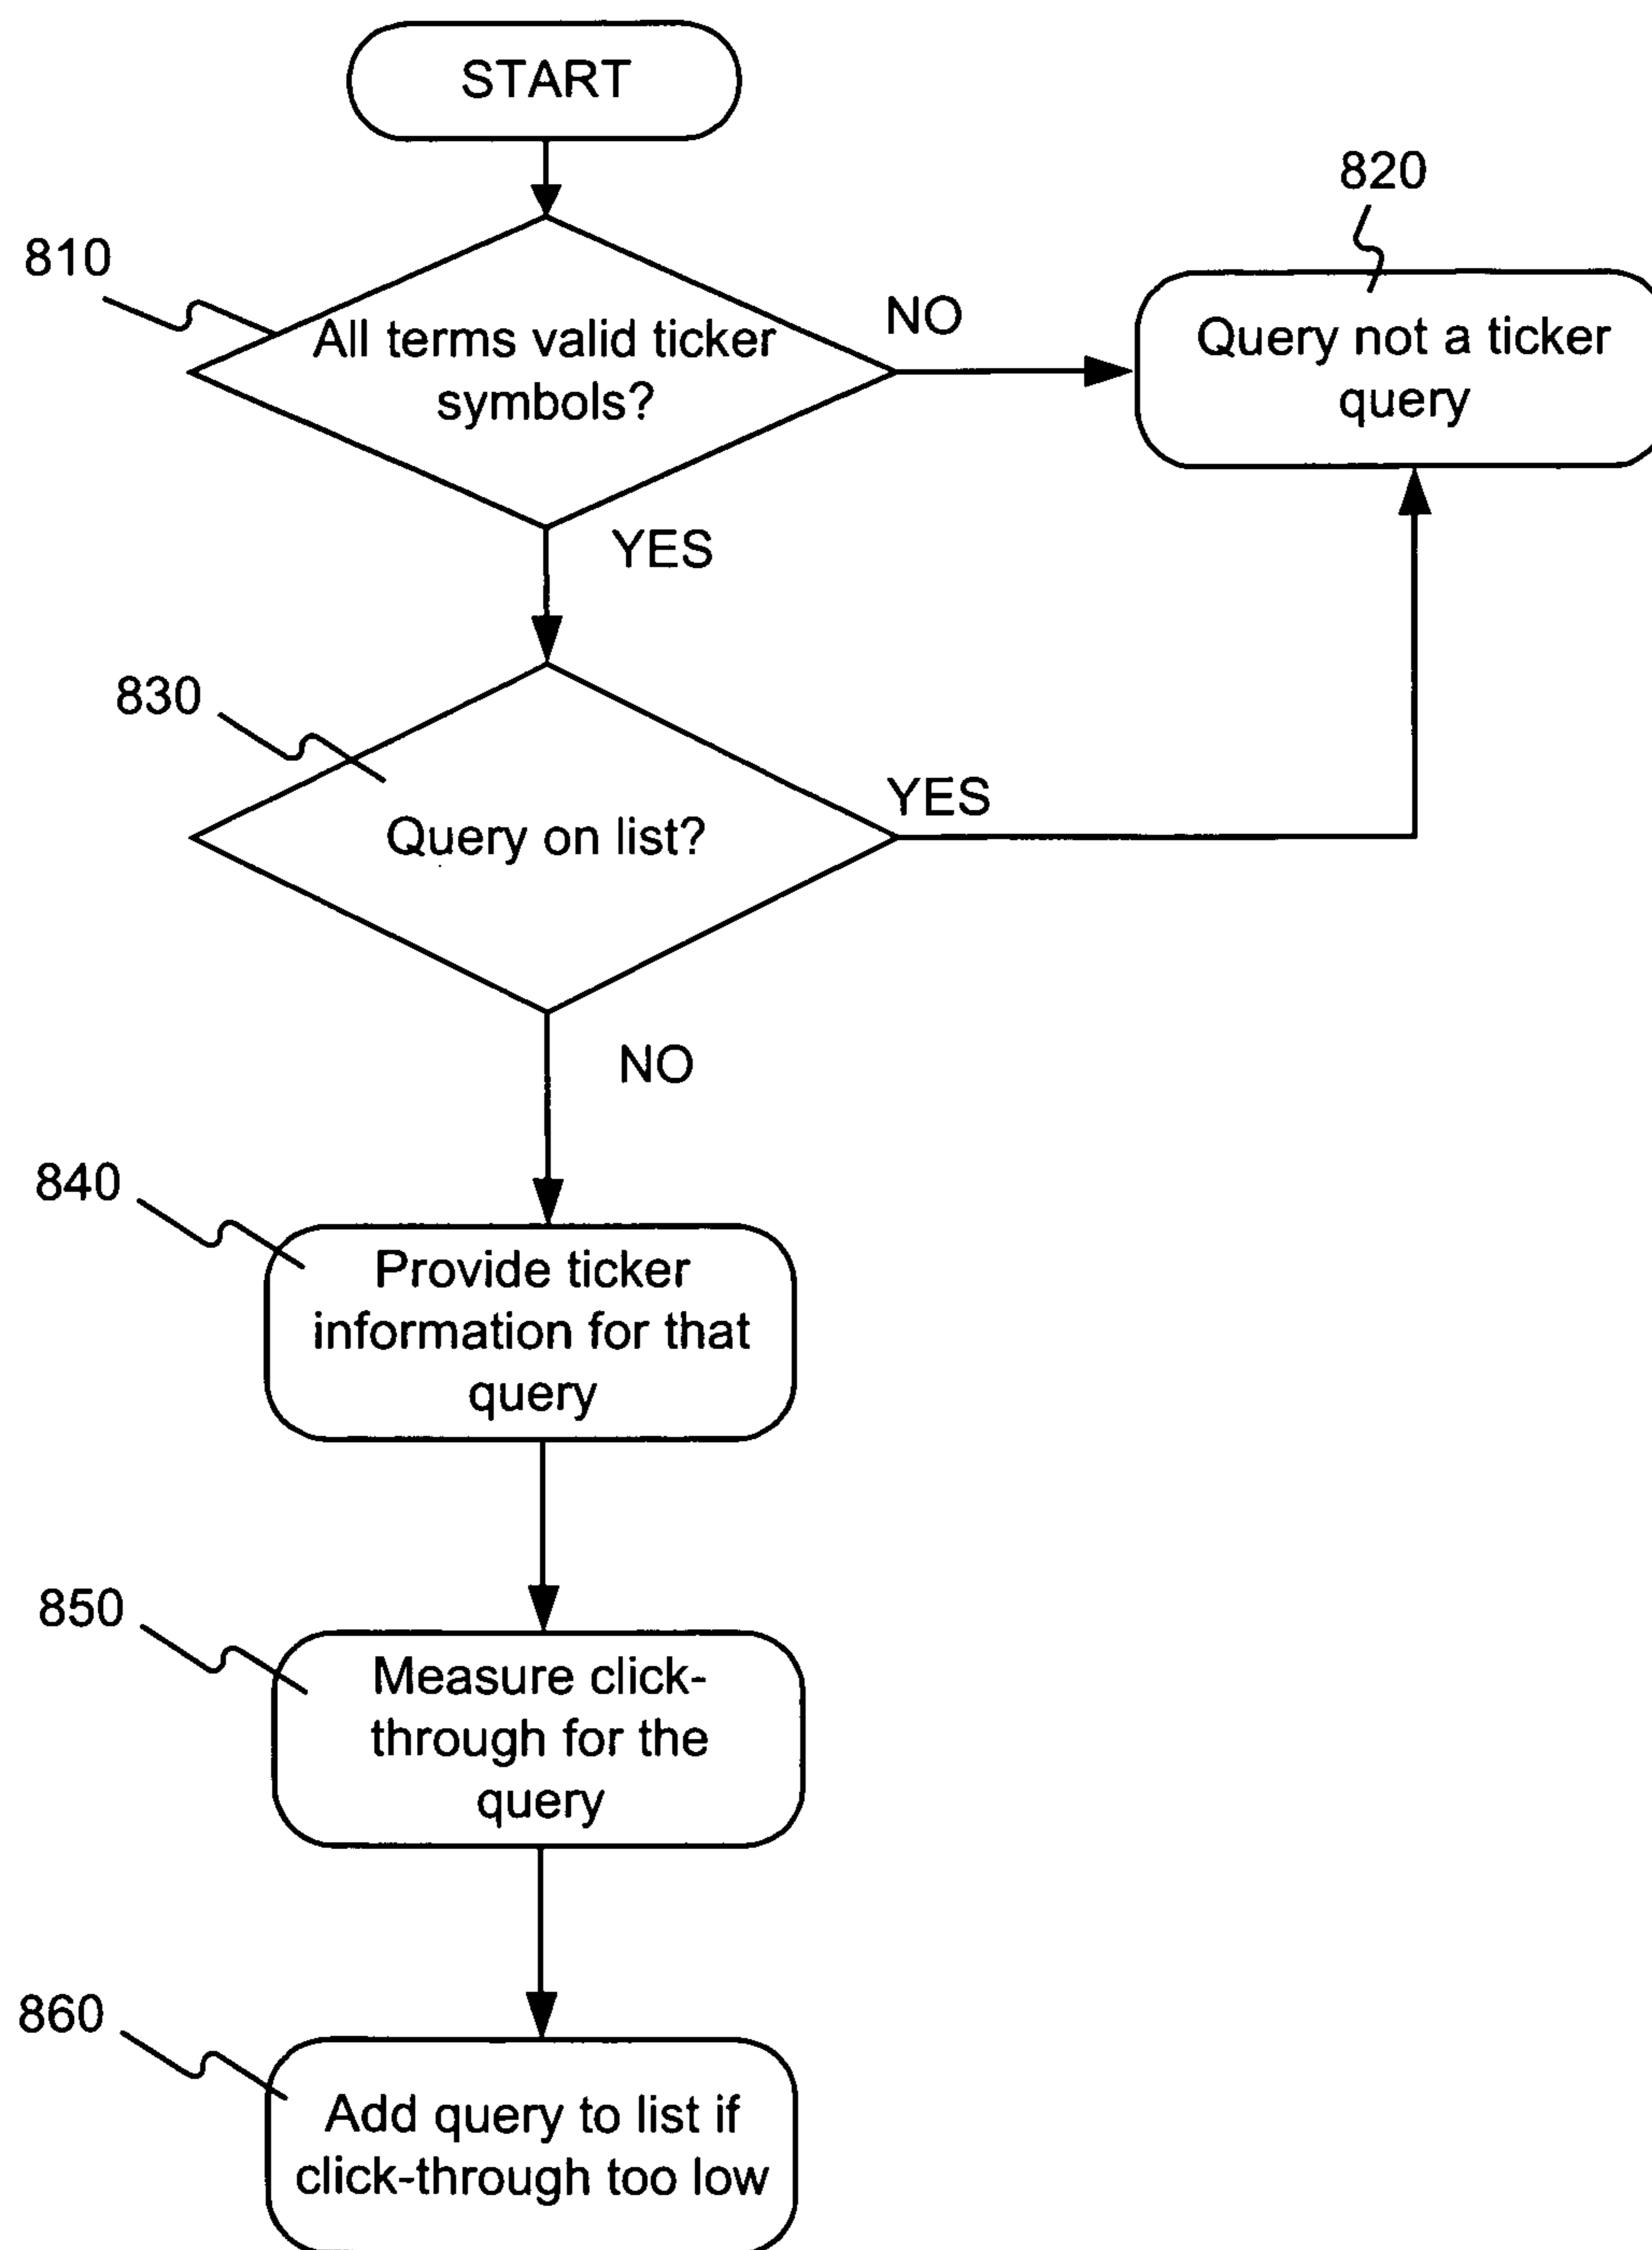 START
820
810
All terms valid ticker
symbols?
NO
Query not a ticker
query
YES
830
Query on list?
YES
NO
840
Provide ticker
information for that
query
850
Measure click-
through for the
query
860
Add query to list if
click-through too low